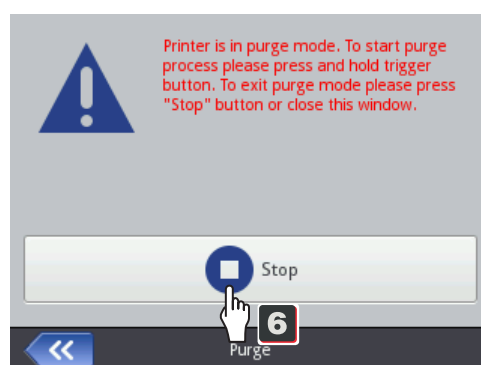 Printer is in purge mode. To start purge
process please press and hold trigger
button. To exit purge mode please press
"Stop" button or close this window.
Stop
6
Purge